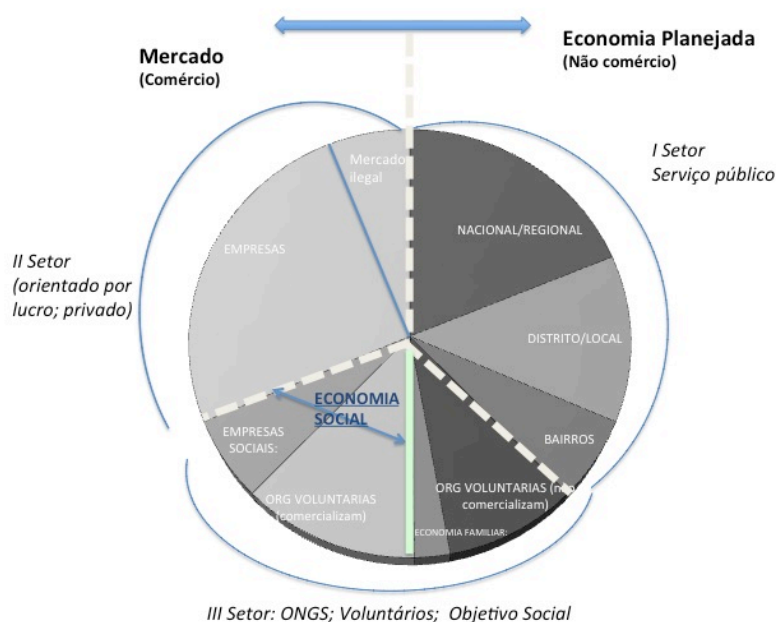 Mercado
(Comércio)
Economia Planejada
(Não comércio)
I Setor
Serviço público
Mercado
ilegal
NACIONAL/REGIONAL
EMPRESAS
II Setor
(orientado por
lucro; privado)
DISTRITO/LOCAL
ECONOMIA
SOCIAL
EMPRESAS
SOCIAIS:
BAIRROS
ORG VOLUNTARIAS
(comercializam)
ORG VOLUNTARIAS (não
comercializam)
ECONOMIA FAMILIAR:
III Setor: ONGS; Voluntários; Objetivo Social